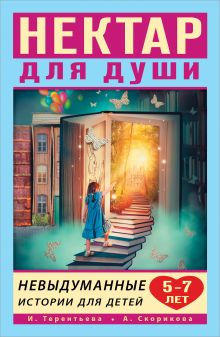 НЕКТАР
ДЛЯ ДУШИ
НЕВЫДУМАННЫЕ
ИСТОРИИ ДЛЯ ДЕТЕЙ
5-7
ЛЕТ
И. Терентьева • А. Скорикова